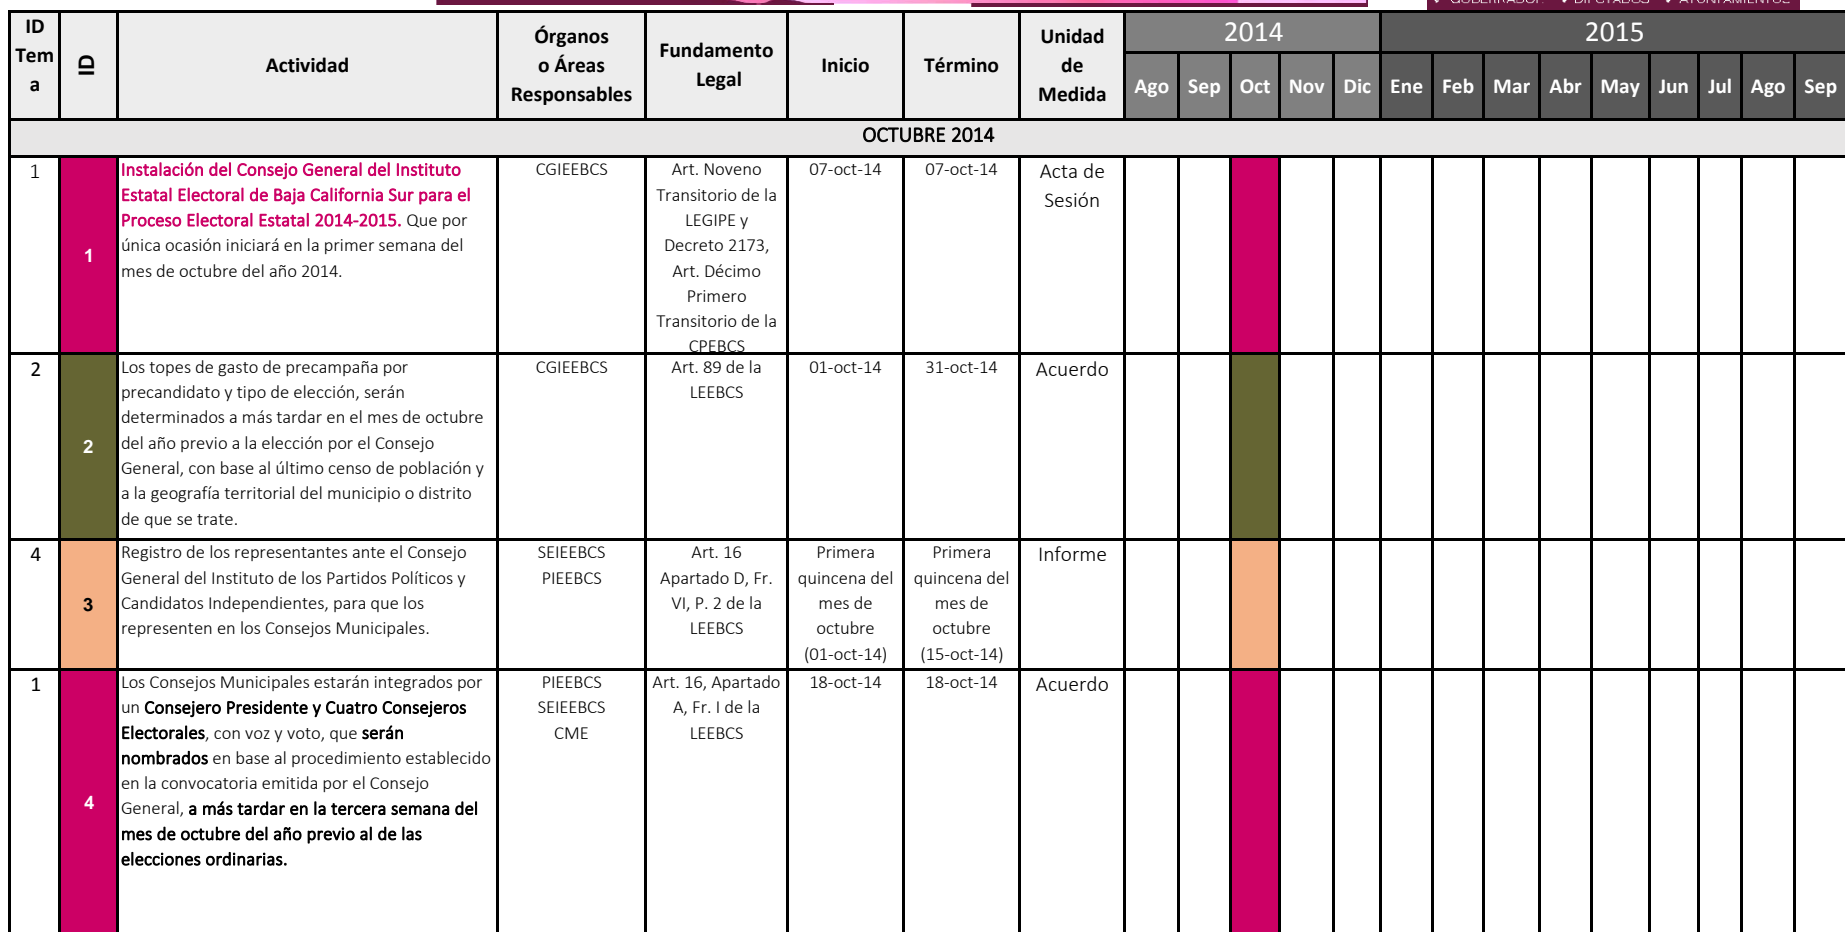 ✓ GOBERNADOR. ✓ DIPUTADOS ✓ AYUNTAMIENTOS
ID Tem a
ID
Actividad
Órganos o Áreas Responsables
Fundamento Legal
Inicio
Término
Unidad de Medida
2014
2015
Ago Sep Oct Nov Dic Ene Feb Mar Abr May Jun Jul Ago Sep
OCTUBRE 2014
1
1
Instalación del Consejo General del Instituto
Estatal Electoral de Baja California Sur para el
Proceso Electoral Estatal 2014-2015. Que por
única ocasión iniciará en la primer semana del
mes de octubre del año 2014.
CGIEEBCS
Art. Noveno
Transitorio de la
LEGIPE y
Decreto 2173,
Art. Décimo
Primero
Transitorio de la
CPEBCS
07-oct-14
07-oct-14
Acta de
Sesión
2
2
Los topes de gasto de precampaña por
precandidato y tipo de elección, serán
determinados a más tardar en el mes de octubre
del año previo a la elección por el Consejo
General, con base al último censo de población y
a la geografía territorial del municipio o distrito
de que se trate.
CGIEEBCS
Art. 89 de la
LEEBCS
01-oct-14
31-oct-14
Acuerdo
4
3
Registro de los representantes ante el Consejo
General del Instituto de los Partidos Políticos y
Candidatos Independientes, para que los
representen en los Consejos Municipales.
SEIEEBCS
PIEEBCS
Art. 16
Apartado D, Fr.
VI, P. 2 de la
LEEBCS
Primera
quincena del
mes de
octubre
(01-oct-14)
Primera
quincena del
mes de
octubre
(15-oct-14)
Informe
1
4
Los Consejos Municipales estarán integrados por
un Consejero Presidente y Cuatro Consejeros
Electorales, con voz y voto, que serán
nombrados en base al procedimiento establecido
en la convocatoria emitida por el Consejo
General, a más tardar en la tercera semana del
mes de octubre del año previo al de las
elecciones ordinarias.
PIEEBCS
SEIEEBCS
CME
Art. 16, Apartado
A, Fr. I de la
LEEBCS
18-oct-14
18-oct-14
Acuerdo